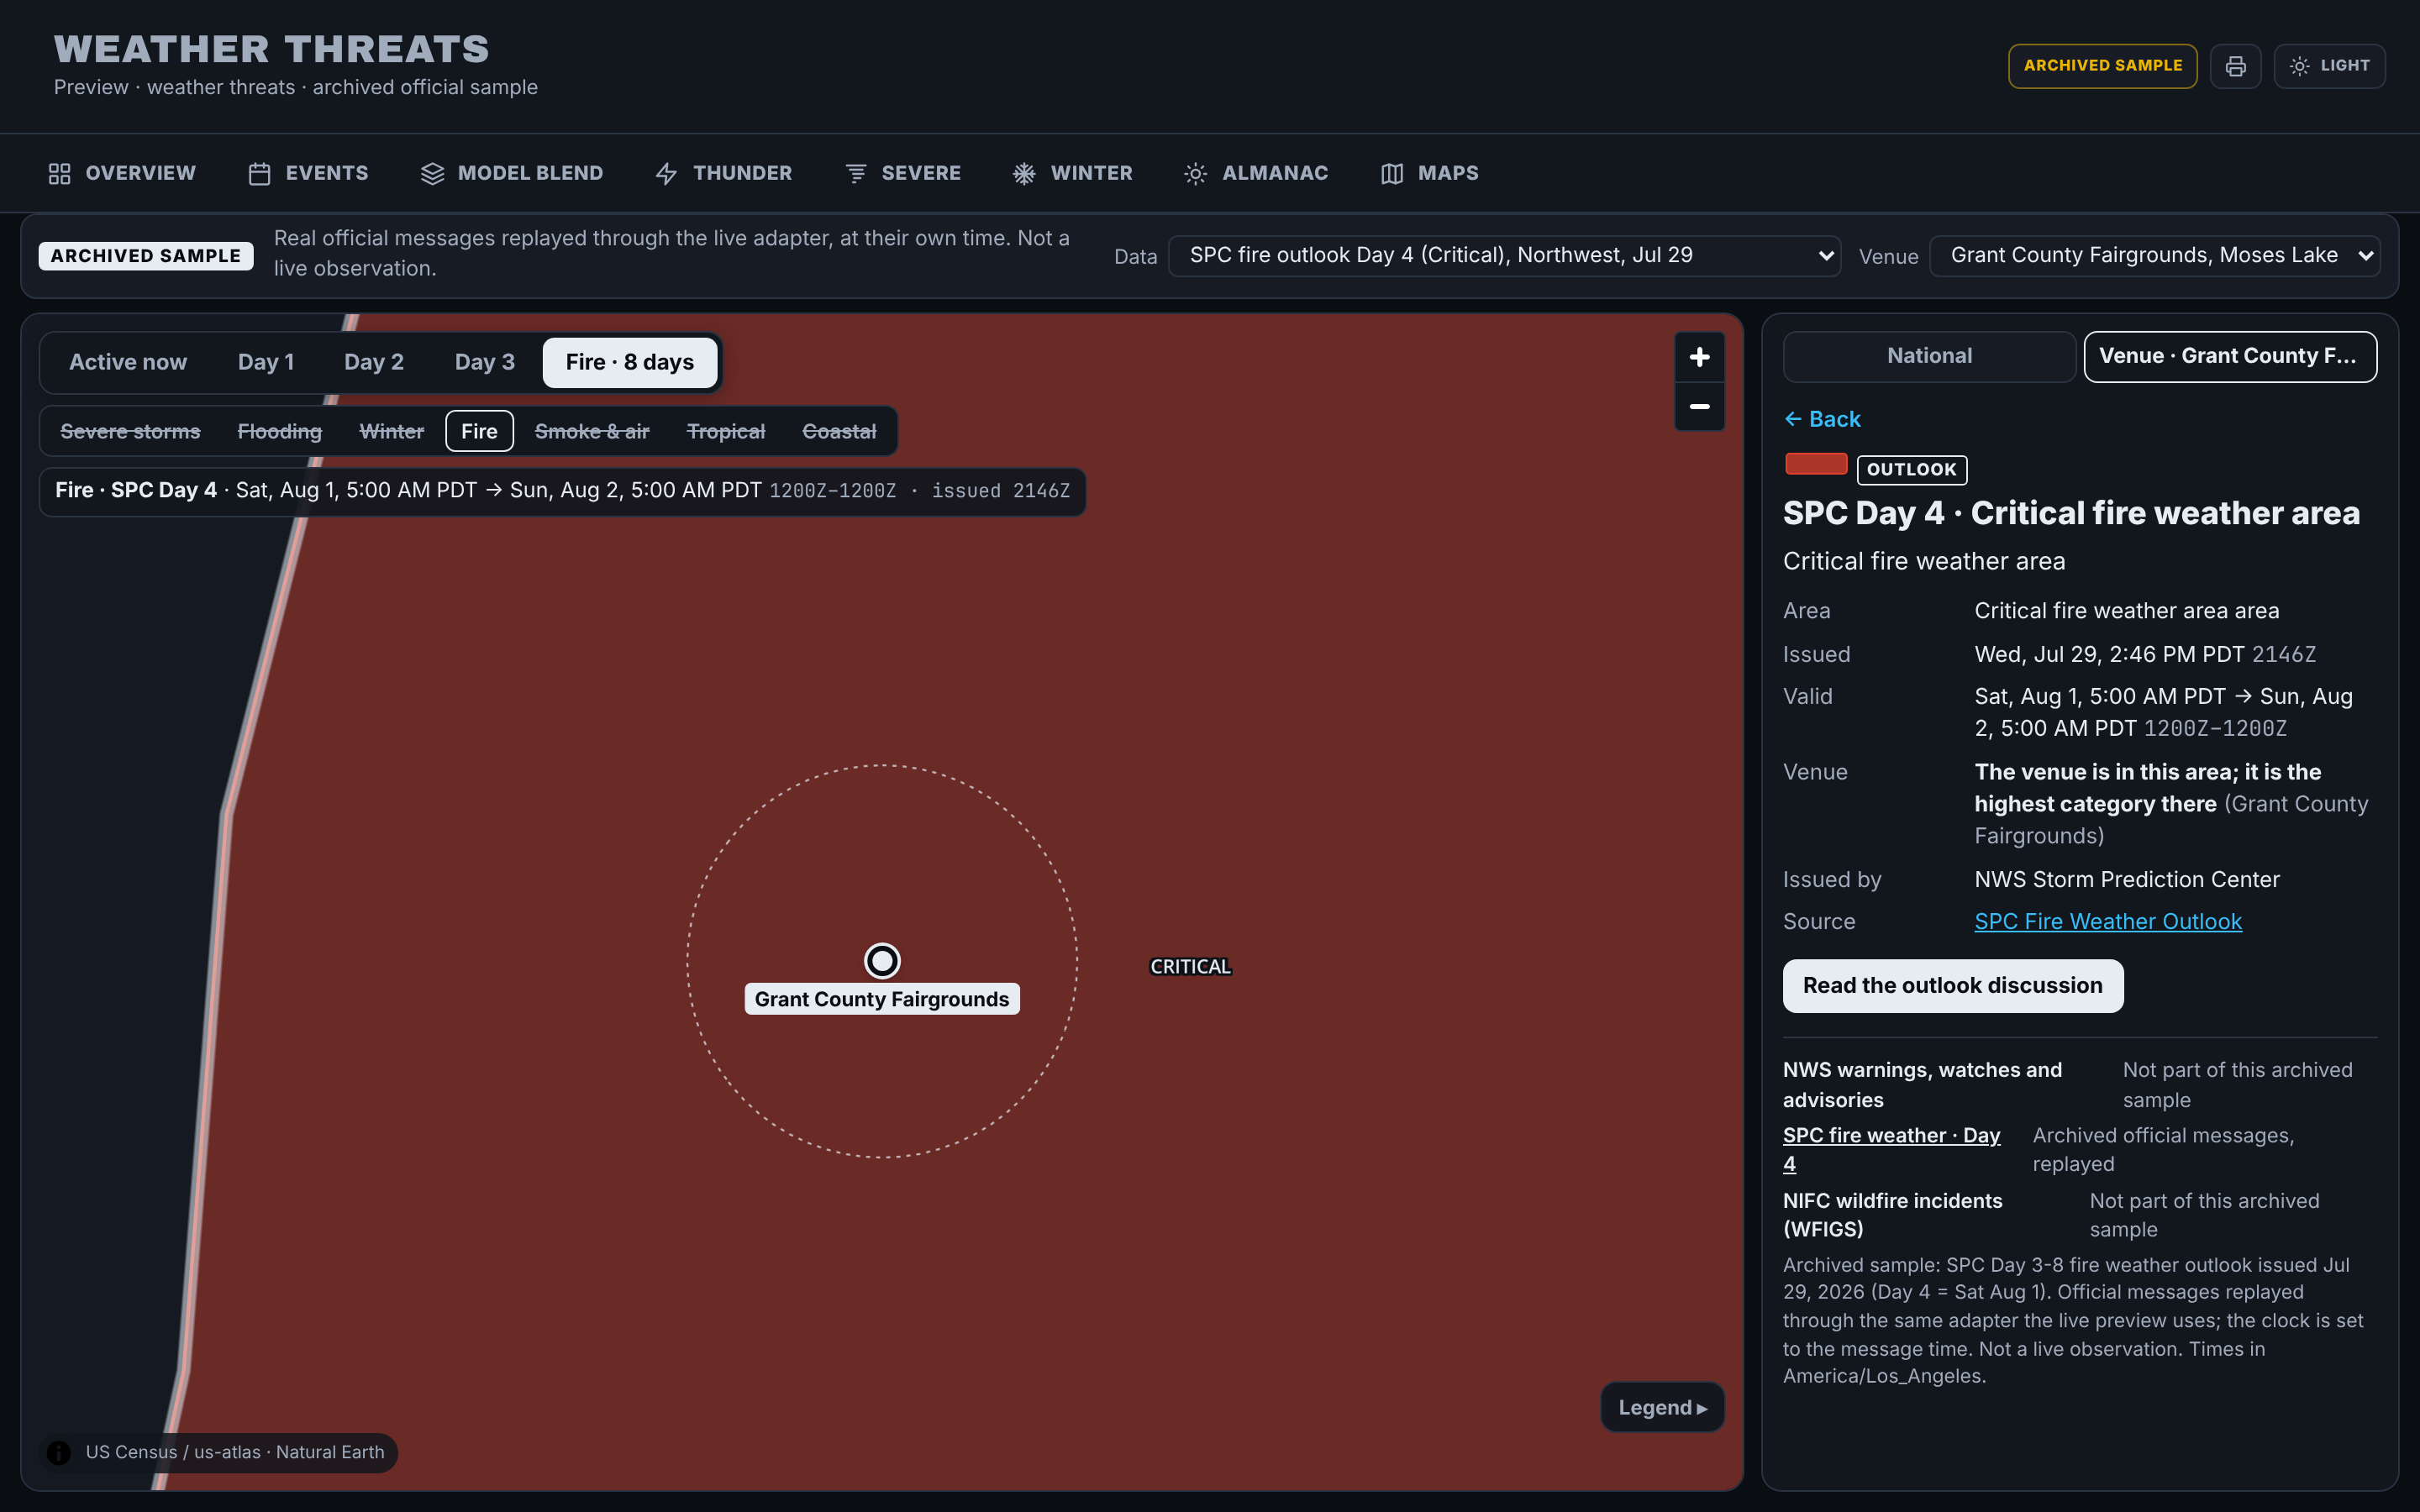 WEATHER THREATS
Preview · weather threats · archived official sample
ARCHIVED SAMPLE
LIGHT
OVERVIEW
EVENTS
MODEL BLEND
THUNDER
SEVERE
WINTER
ALMANAC
MAPS
ARCHIVED SAMPLE
Real official messages replayed through the live adapter, at their own time. Not a
live observation.
Data
SPC fire outlook Day 4 (Critical), Northwest, Jul 29
Venue
Grant County Fairgrounds, Moses Lake
Active now
Day 1
Day 2
Day 3
Fire · 8 days
Severe storms
Flooding
Winter
Fire
Smoke & air
Tropical
Coastal
Fire · SPC Day 4 · Sat, Aug 1, 5:00 AM PDT → Sun, Aug 2, 5:00 AM PDT 1200Z–1200Z · issued 2146Z
+
−
Grant County Fairgrounds
CRITICAL
Legend ▸
US Census / us-atlas · Natural Earth
National
Venue · Grant County F...
← Back
OUTLOOK
SPC Day 4 · Critical fire weather area
Critical fire weather area
Area
Critical fire weather area area
Issued
Wed, Jul 29, 2:46 PM PDT 2146Z
Valid
Sat, Aug 1, 5:00 AM PDT → Sun, Aug
2, 5:00 AM PDT 1200Z–1200Z
Venue
The venue is in this area; it is the
highest category there (Grant County
Fairgrounds)
Issued by
NWS Storm Prediction Center
Source
SPC Fire Weather Outlook
Read the outlook discussion
NWS warnings, watches and
advisories
Not part of this archived
sample
SPC fire weather · Day
4
Archived official messages,
replayed
NIFC wildfire incidents
(WFIGS)
Not part of this archived
sample
Archived sample: SPC Day 3-8 fire weather outlook issued Jul
29, 2026 (Day 4 = Sat Aug 1). Official messages replayed
through the same adapter the live preview uses; the clock is set
to the message time. Not a live observation. Times in
America/Los_Angeles.